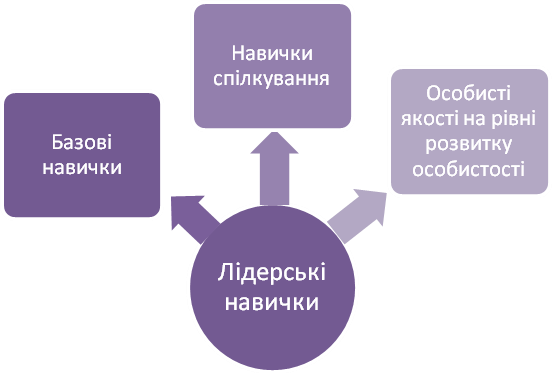 Навички
спілкування
Базові
навички
Особисті
якості на рівні
розвитку
особистості
Лідерські
навички